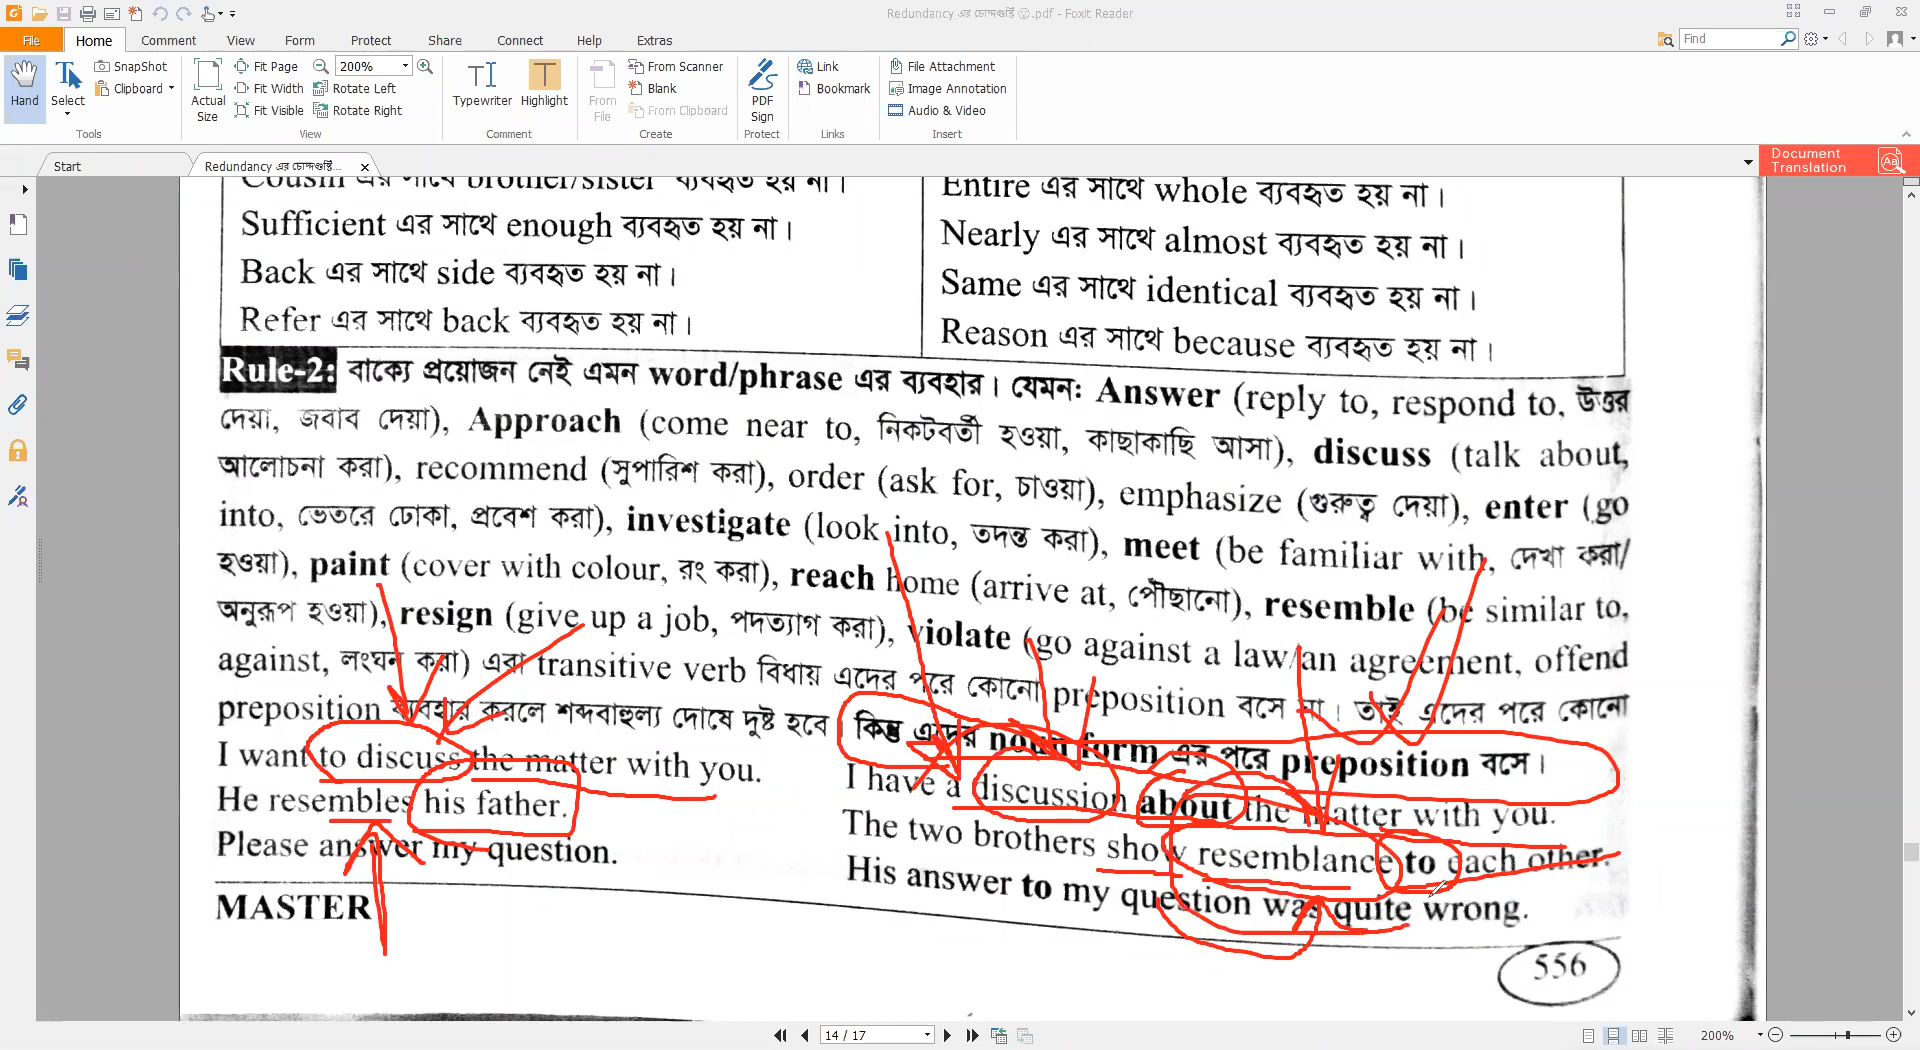 Redundancy এর চোদ্দগুষ্টি.pdf - Foxit Reader
File Home Comment View Form Protect Share Connect Help Extras
Find
Hand
Select
SnapShot
Clipboard
Tools
Actual Size
Fit Page
Fit Width
Fit Visible
200%
Rotate Left
Rotate Right
View
Typewriter
Highlight
Comment
From File
From Scanner
Blank
From Clipboard
Create
PDF Sign
Protect
Link
Bookmark
Links
File Attachment
Image Annotation
Audio & Video
Insert
Start
Redundancy এর চোদ্দগুষ্টি...
Document Translation
Cousin এর সাথে brother/sister ব্যবহৃত হয় না।
Sufficient এর সাথে enough ব্যবহৃত হয় না।
Back এর সাথে side ব্যবহৃত হয় না।
Refer এর সাথে back ব্যবহৃত হয় না।
Entire এর সাথে whole ব্যবহৃত হয় না।
Nearly এর সাথে almost ব্যবহৃত হয় না।
Same এর সাথে identical ব্যবহৃত হয় না।
Reason এর সাথে because ব্যবহৃত হয় না।
Rule-2: বাক্যে প্রয়োজন নেই এমন word/phrase এর ব্যবহার। যেমন: Answer (reply to, respond to, উত্তর
দেয়া, জবাব দেয়া), Approach (come near to, নিকটবর্তী হওয়া, কাছাকাছি আসা), discuss (talk about,
আলোচনা করা), recommend (সুপারিশ করা), order (ask for, চাওয়া), emphasize (গুরুত্ব দেয়া), enter (go
into, ভেতরে ঢোকা, প্রবেশ করা), investigate (look into, তদন্ত করা), meet (be familiar with, দেখা করা/
হওয়া), paint (cover with colour, রং করা), reach home (arrive at, পৌঁছানো), resemble (be similar to,
অনুরূপ হওয়া), resign (give up a job, পদত্যাগ করা), violate (go against a law/an agreement, offend
against, লংঘন করা) এরা transitive verb বিধায় এদের পরে কোনো preposition বসে না। তাই এদের পরে কোনো
preposition ব্যবহার করলে শব্দবাহুল্য দোষে দুষ্ট হবে। কিন্তু এদের noun form এর পরে preposition বসে।
I want to discuss the matter with you.
He resembles his father.
Please answer my question.
I have a discussion about the matter with you.
The two brothers show resemblance to each other.
His answer to my question was quite wrong.
MASTER
556
14 / 17
200%